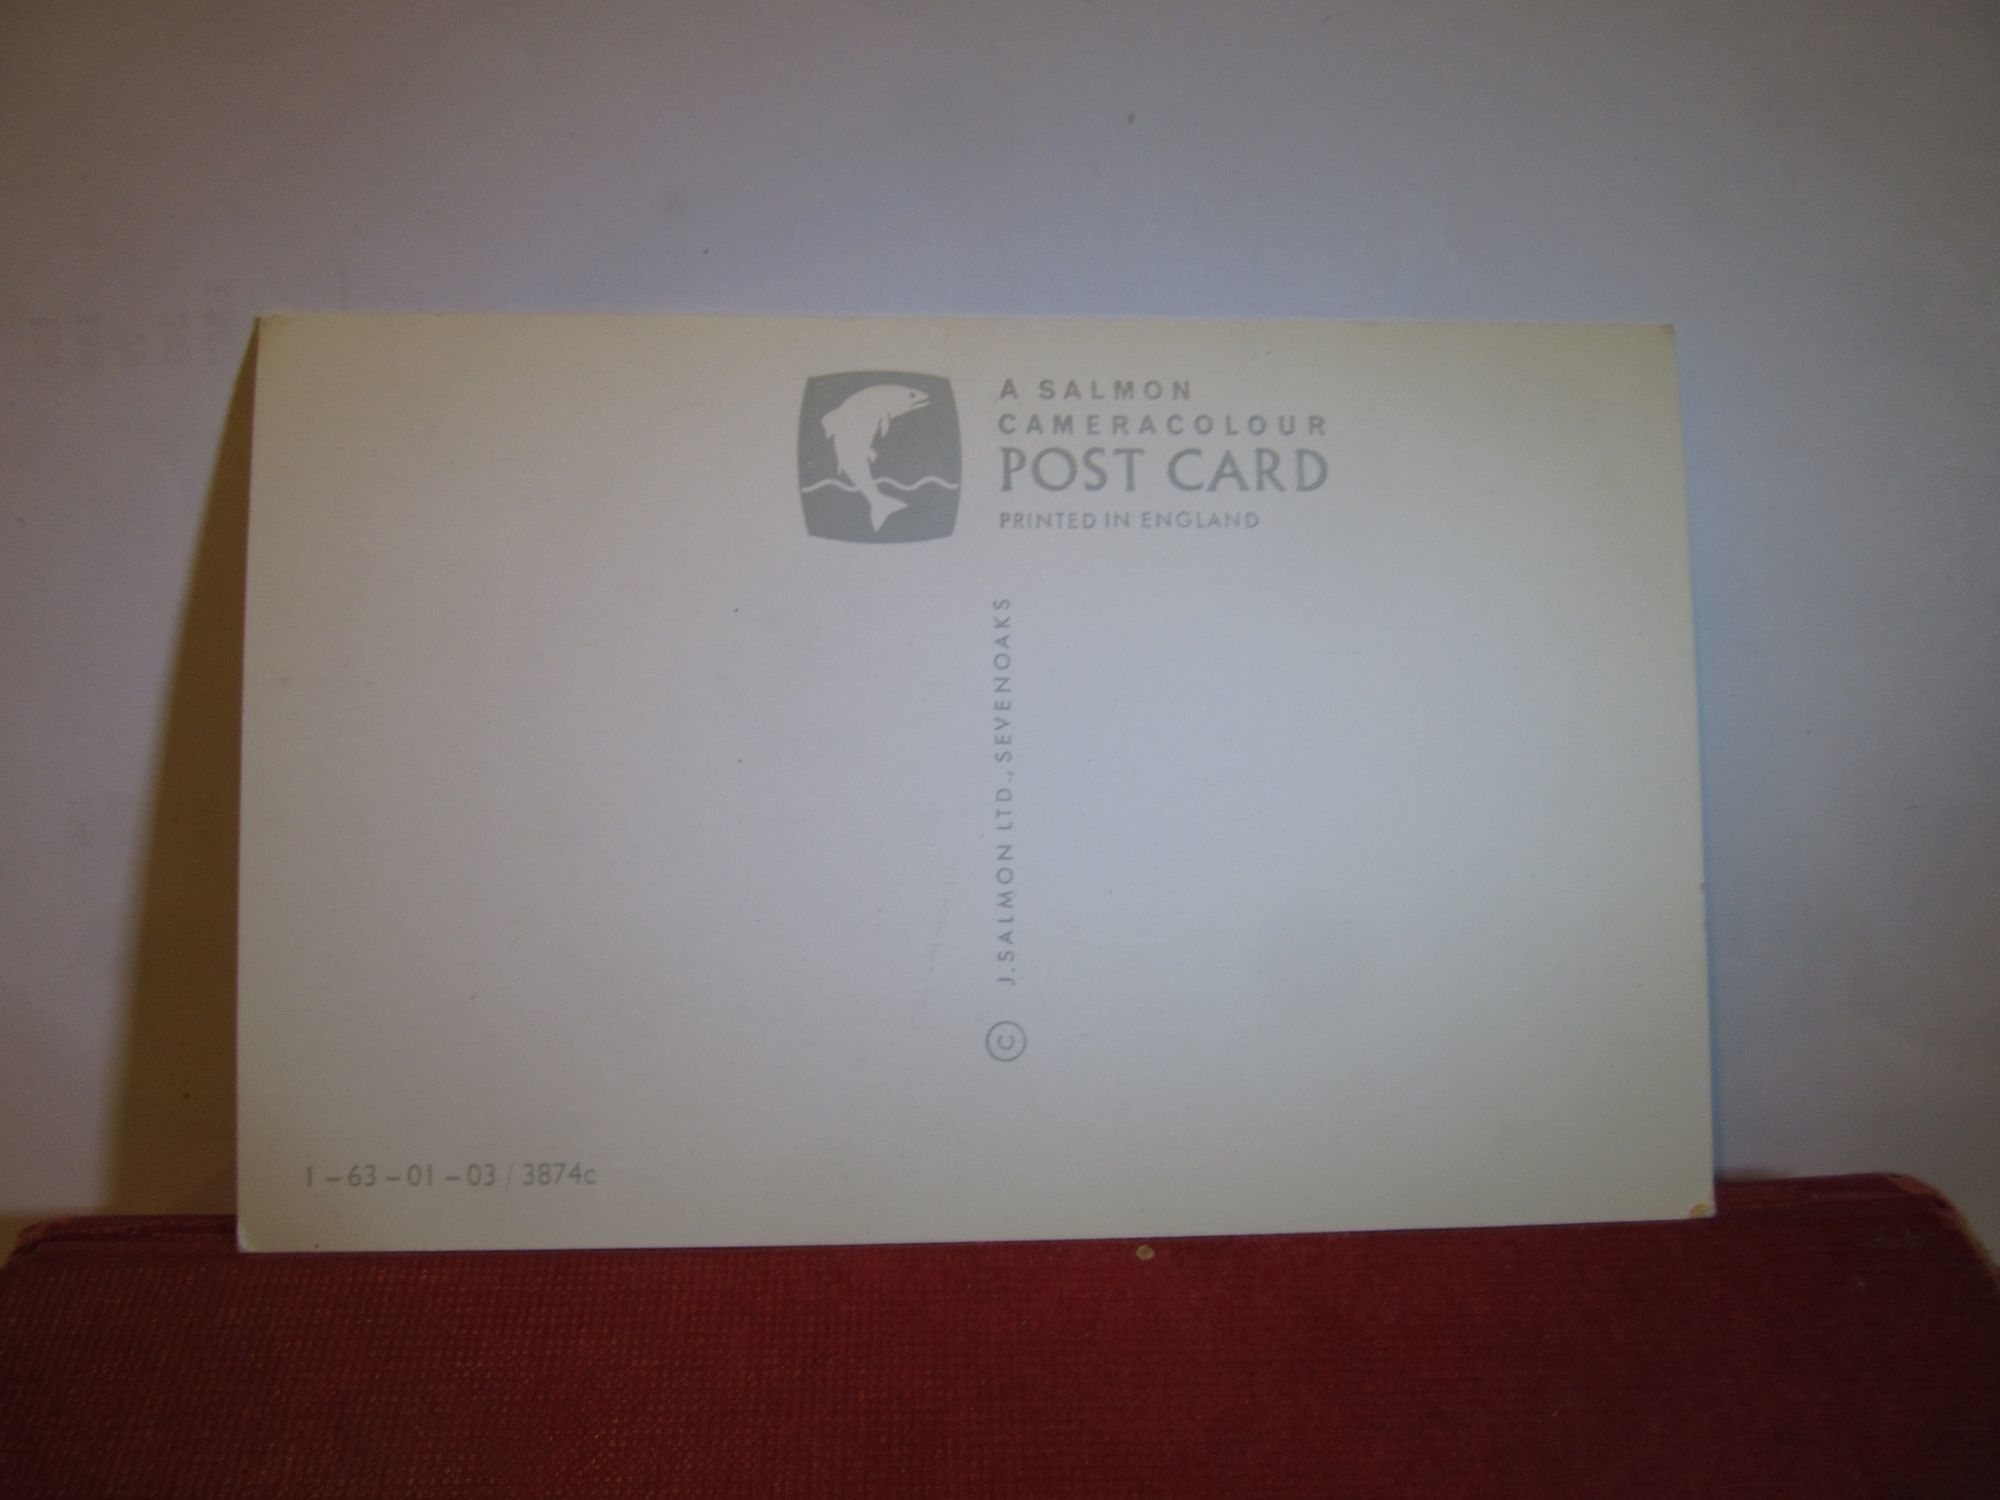 A SALMON
CAMERACOLOUR
POST CARD
PRINTED IN ENGLAND
© J. SALMON LTD., SEVENOAKS
1 – 63 – 01 – 03 / 3874c